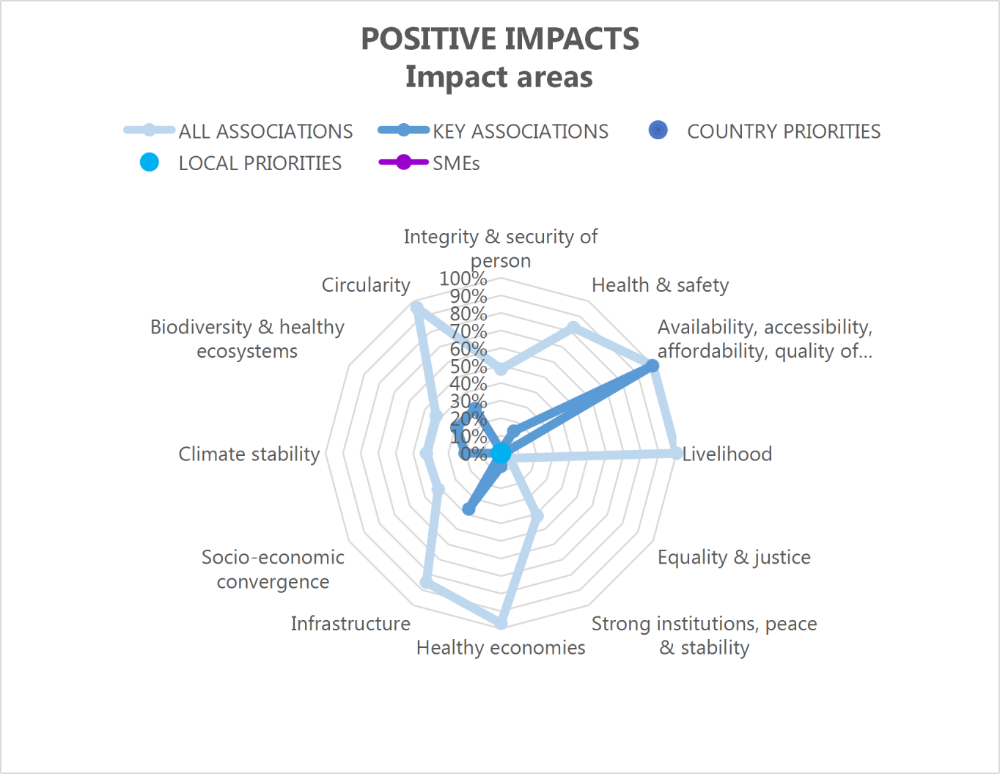 POSITIVE IMPACTS
Impact areas
ALL ASSOCIATIONS
KEY ASSOCIATIONS
COUNTRY PRIORITIES
LOCAL PRIORITIES
SMEs
Integrity & security of
person
Circularity
Health & safety
Biodiversity & healthy
ecosystems
Availability, accessibility,
affordability, quality of...
100%
90%
80%
70%
60%
50%
40%
30%
20%
10%
0%
Climate stability
Livelihood
Socio-economic
convergence
Equality & justice
Infrastructure
Healthy economies
Strong institutions, peace
& stability